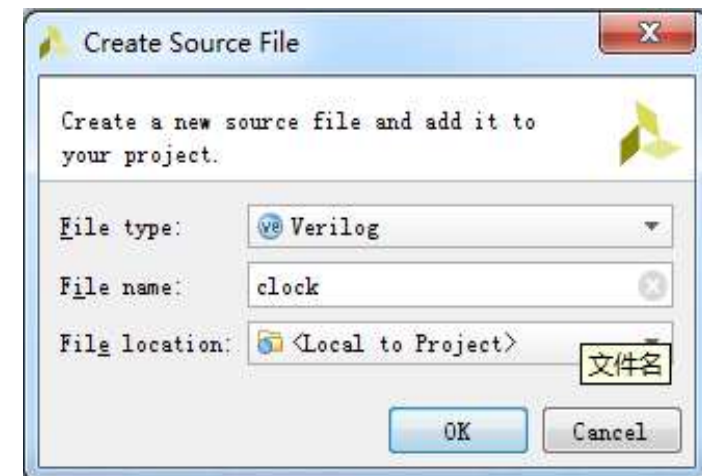 Create Source File
Create a new source file and add it to
your project.
File type:
Verilog
File name:
clock
File location:
<Local to Project>
文件名
OK
Cancel